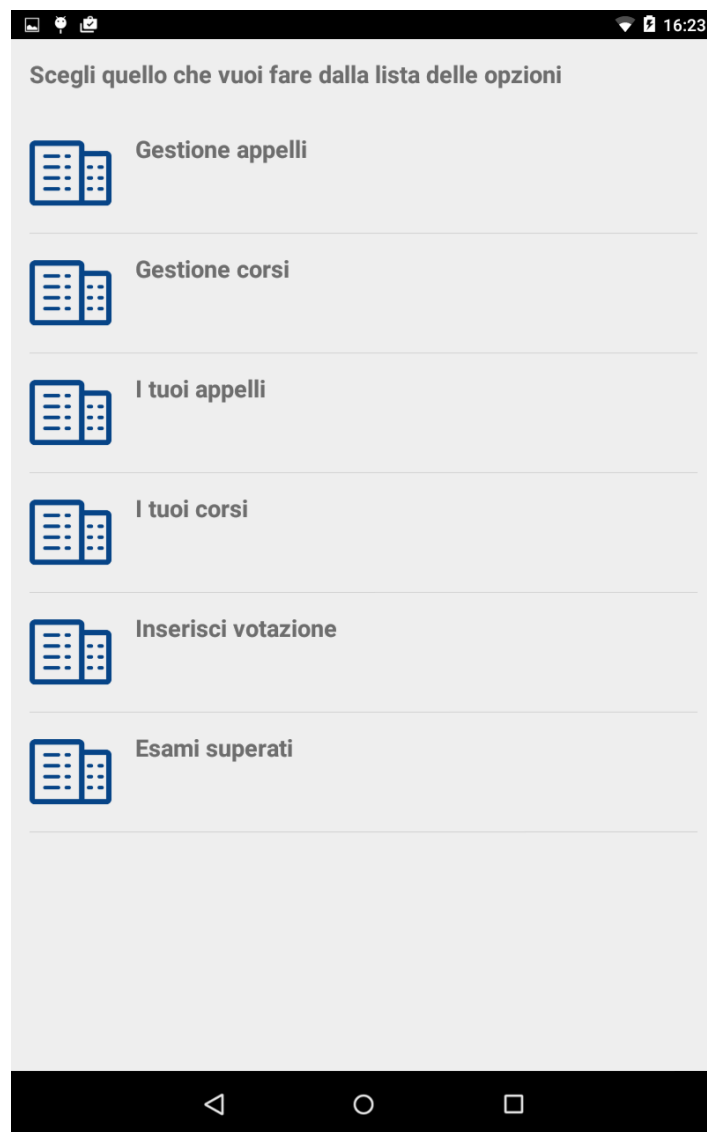 16:23
Scegli quello che vuoi fare dalla lista delle opzioni
Gestione appelli
Gestione corsi
I tuoi appelli
I tuoi corsi
Inserisci votazione
Esami superati